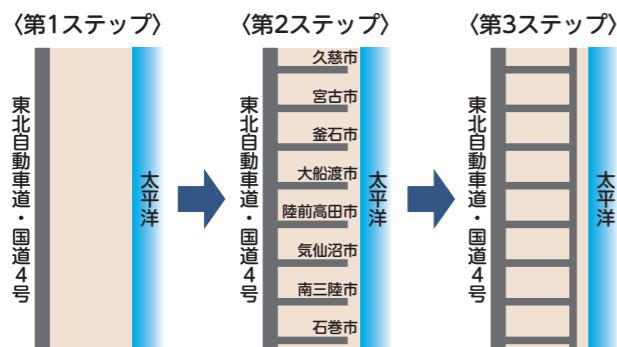 〈第1ステップ〉
東北自動車道・国道4号
太平洋
〈第2ステップ〉
東北自動車道・国道4号
久慈市
宮古市
釜石市
大船渡市
陸前高田市
気仙沼市
南三陸市
石巻市
太平洋
〈第3ステップ〉
東北自動車道・国道4号
太平洋